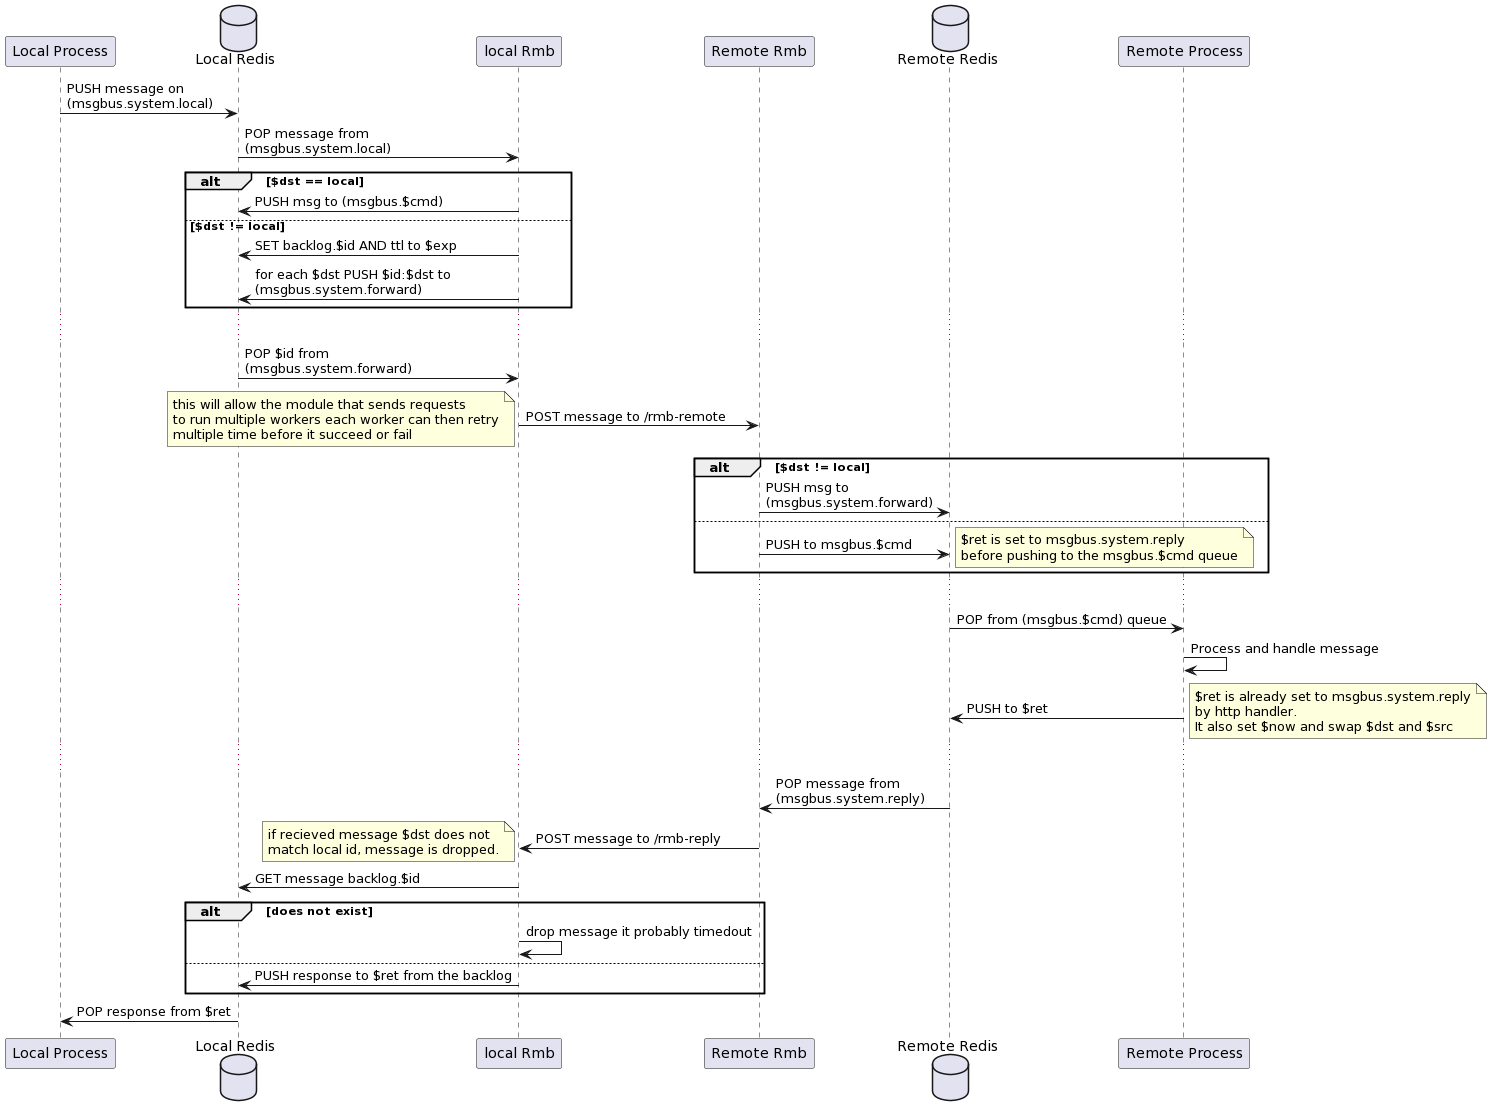 Local Process
Local Redis
local Rmb
Remote Rmb
Remote Redis
Remote Process
PUSH message on
(msgbus.system.local)
POP message from
(msgbus.system.local)
alt
[$dst == local]
PUSH msg to (msgbus.$cmd)
[$dst != local]
SET backlog.$id AND ttl to $exp
for each $dst PUSH $id:$dst to
(msgbus.system.forward)
POP $id from
(msgbus.system.forward)
this will allow the module that sends requests
to run multiple workers each worker can then retry
multiple time before it succeed or fail
POST message to /rmb-remote
alt
[$dst != local]
PUSH msg to
(msgbus.system.forward)
PUSH to msgbus.$cmd
$ret is set to msgbus.system.reply
before pushing to the msgbus.$cmd queue
POP from (msgbus.$cmd) queue
Process and handle message
PUSH to $ret
$ret is already set to msgbus.system.reply
by http handler.
It also set $now and swap $dst and $src
POP message from
(msgbus.system.reply)
if recieved message $dst does not
match local id, message is dropped.
POST message to /rmb-reply
GET message backlog.$id
alt
[does not exist]
drop message it probably timedout
PUSH response to $ret from the backlog
POP response from $ret
Local Process
Local Redis
local Rmb
Remote Rmb
Remote Redis
Remote Process